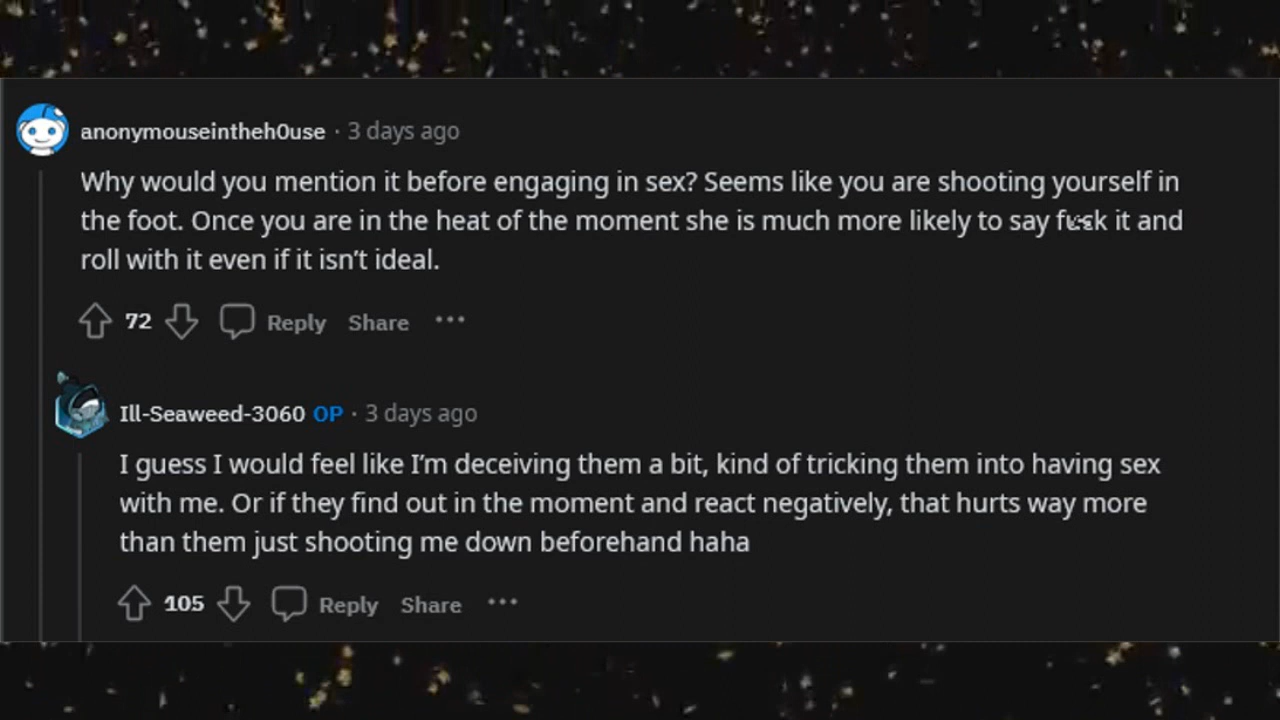 anonymouseintheh0use · 3 days ago
Why would you mention it before engaging in sex? Seems like you are shooting yourself in
the foot. Once you are in the heat of the moment she is much more likely to say
it and
roll with it even if it isn't ideal.
72 Reply Share ···
Ill-Seaweed-3060 OP · 3 days ago
I guess I would feel like I'm deceiving them a bit, kind of tricking them into having sex
with me. Or if they find out in the moment and react negatively, that hurts way more
than them just shooting me down beforehand haha
105 Reply Share ···